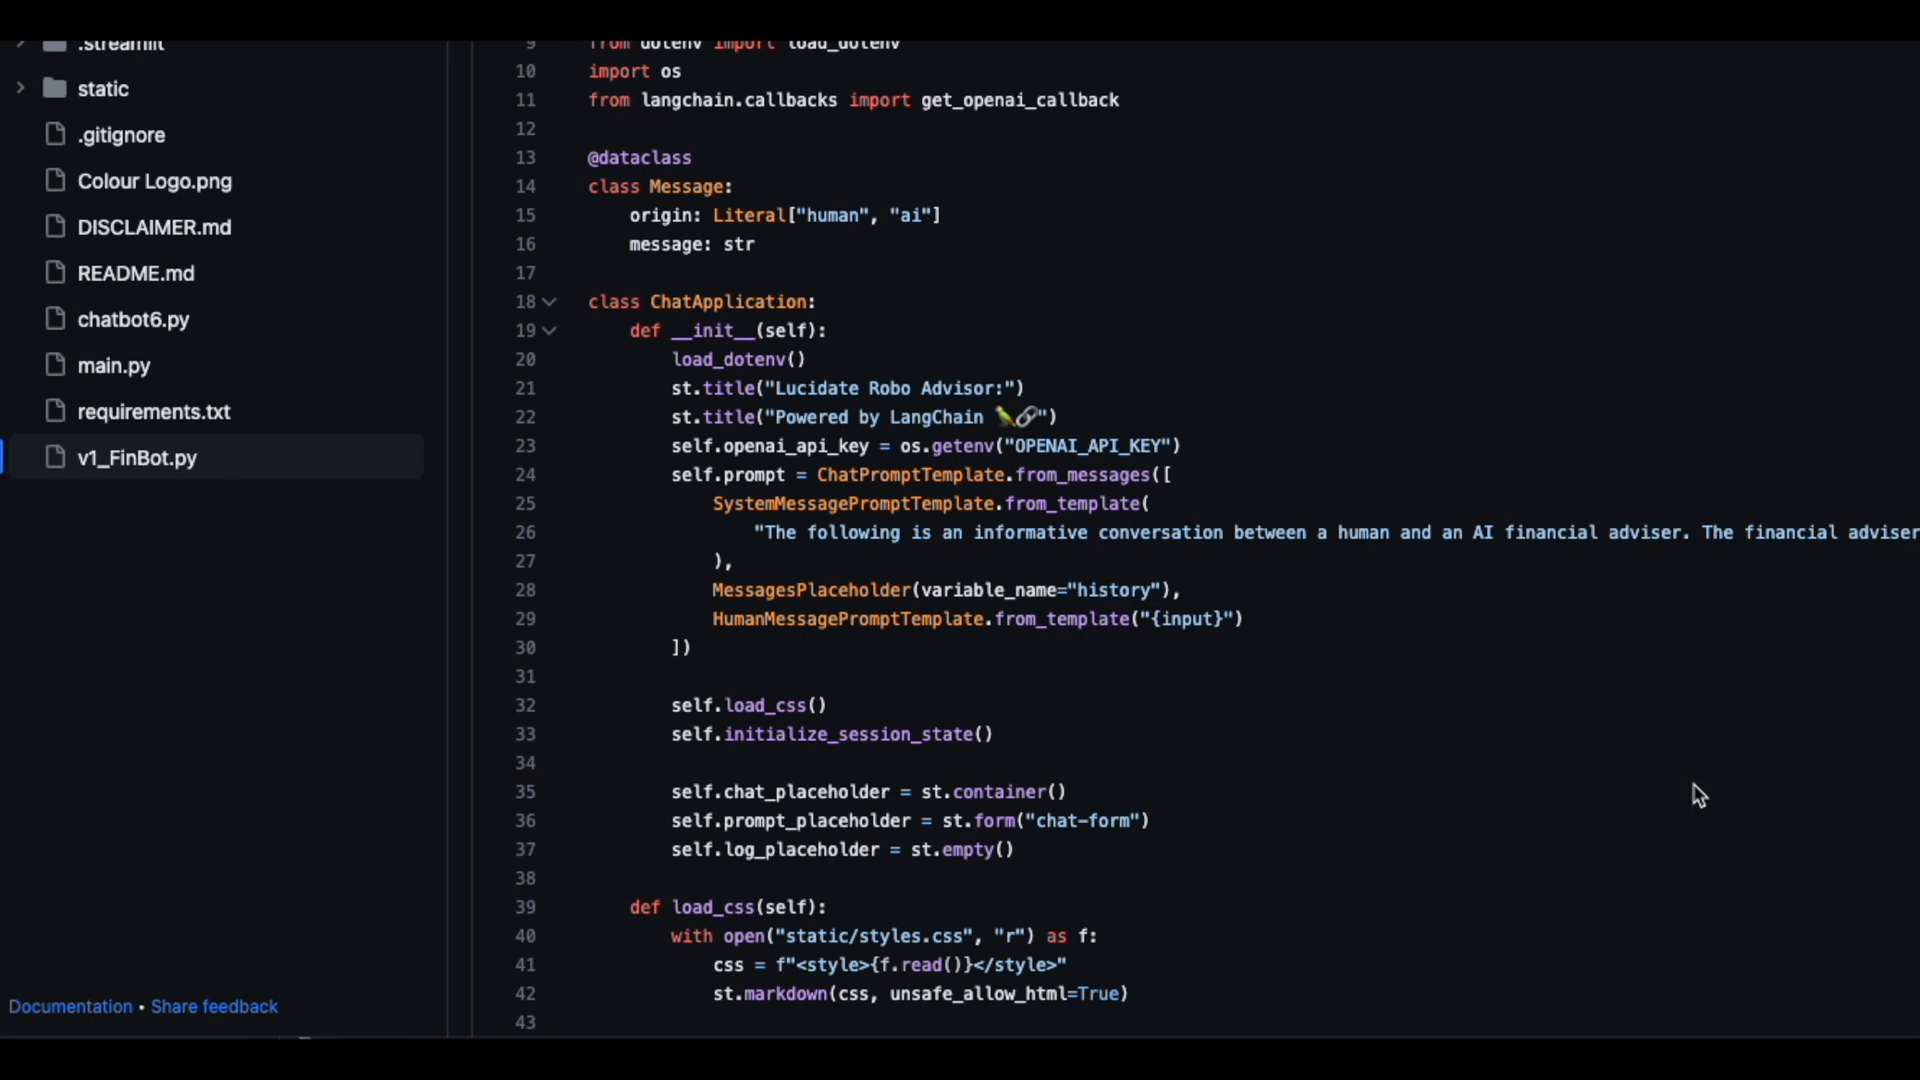 .streamlit
static
.gitignore
Colour Logo.png
DISCLAIMER.md
README.md
chatbot6.py
main.py
requirements.txt
v1_FinBot.py
Documentation • Share feedback
9 from dotenv import load_dotenv
10 import os
11 from langchain.callbacks import get_openai_callback
12
13 @dataclass
14 class Message:
15     origin: Literal["human", "ai"]
16     message: str
17
18 class ChatApplication:
19     def __init__(self):
20         load_dotenv()
21         st.title("Lucidate Robo Advisor:")
22         st.title("Powered by LangChain 🦜🔗")
23         self.openai_api_key = os.getenv("OPENAI_API_KEY")
24         self.prompt = ChatPromptTemplate.from_messages([
25             SystemMessagePromptTemplate.from_template(
26                 "The following is an informative conversation between a human and an AI financial adviser. The financial adviser
27             ),
28             MessagesPlaceholder(variable_name="history"),
29             HumanMessagePromptTemplate.from_template("{input}")
30         ])
31
32         self.load_css()
33         self.initialize_session_state()
34
35         self.chat_placeholder = st.container()
36         self.prompt_placeholder = st.form("chat-form")
37         self.log_placeholder = st.empty()
38
39     def load_css(self):
40         with open("static/styles.css", "r") as f:
41             css = f"<style>{f.read()}</style>"
42             st.markdown(css, unsafe_allow_html=True)
43